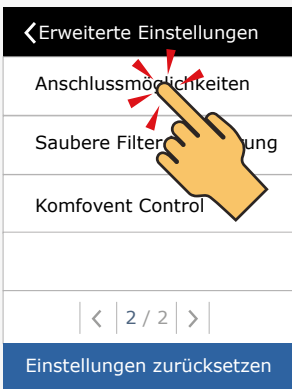 Erweiterte Einstellungen
Anschlussmöglichkeiten
Saubere Filter
Komfovent Control
2 / 2
Einstellungen zurücksetzen